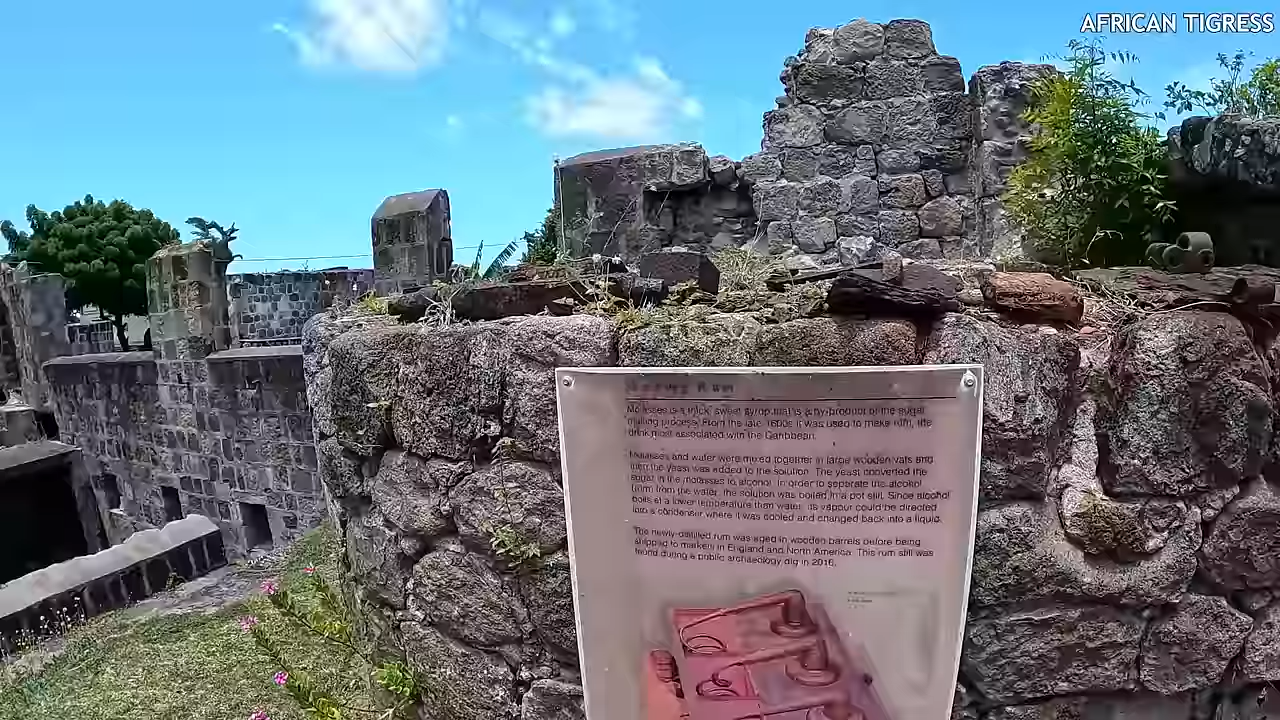 AFRICAN TIGRESS
Making Rum
Molasses is a thick, sweet syrup that is a by-product of the sugar
making process. From the late 1600s it was used to make rum, the
drink most associated with the Caribbean.
Molasses and water were mixed together in large wooden vats and
then the yeast was added to the solution. The yeast converted the
sugar in the molasses to alcohol. In order to separate the alcohol
from the water, the solution was boiled in a pot still. Since alcohol
boils at a lower temperature than water, its vapour could be directed
into a condenser where it was cooled and changed back into a liquid.
The newly-distilled rum was aged in wooden barrels before being
shipped to markets in England and North America. This rum still was
found during a public archaeology dig in 2016.